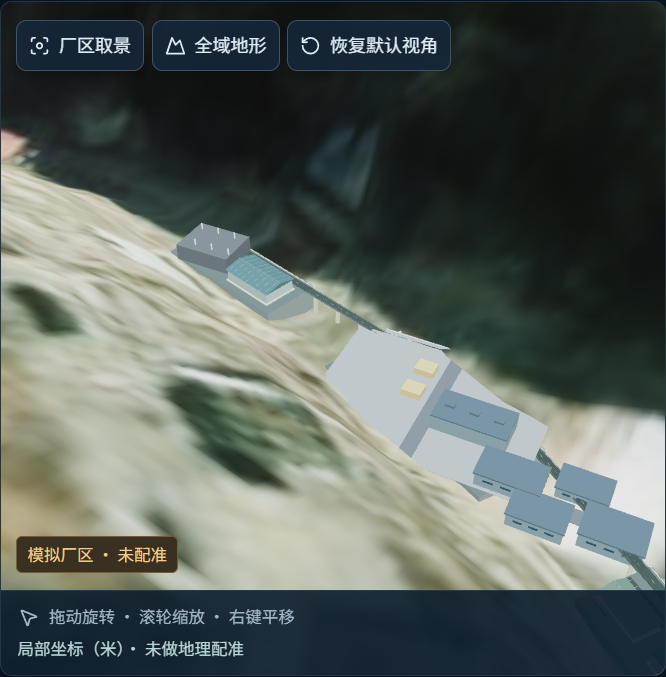 厂区取景
全域地形
恢复默认视角
模拟厂区 • 未配准
拖动旋转 • 滚轮缩放 • 右键平移
局部坐标（米）• 未做地理配准